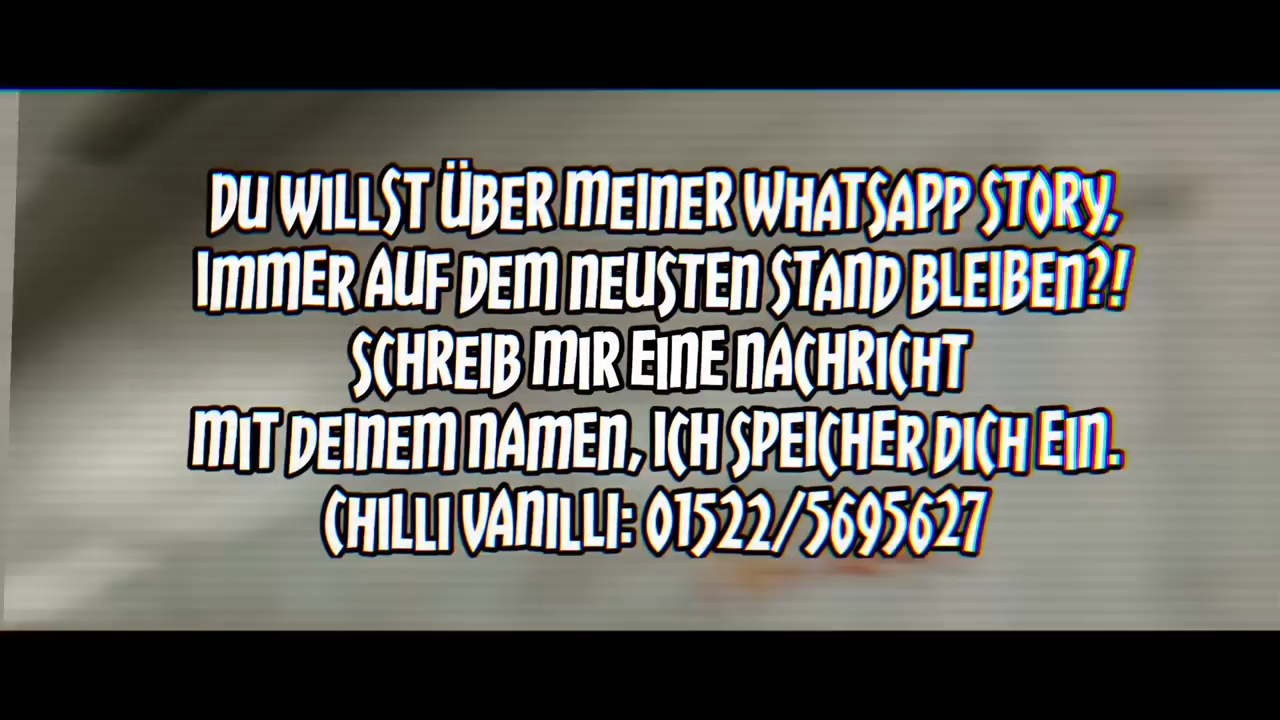 DU WILLST ÜBER MEINER WHATSAPP STORY,
IMMER AUF DEM NEUSTEN STAND BLEIBEN?!
SCHREIB MIR EINE NACHRICHT
MIT DEINEM NAMEN, ICH SPEICHER DICH EIN.
CHILLI VANILLI: 01522/5695627